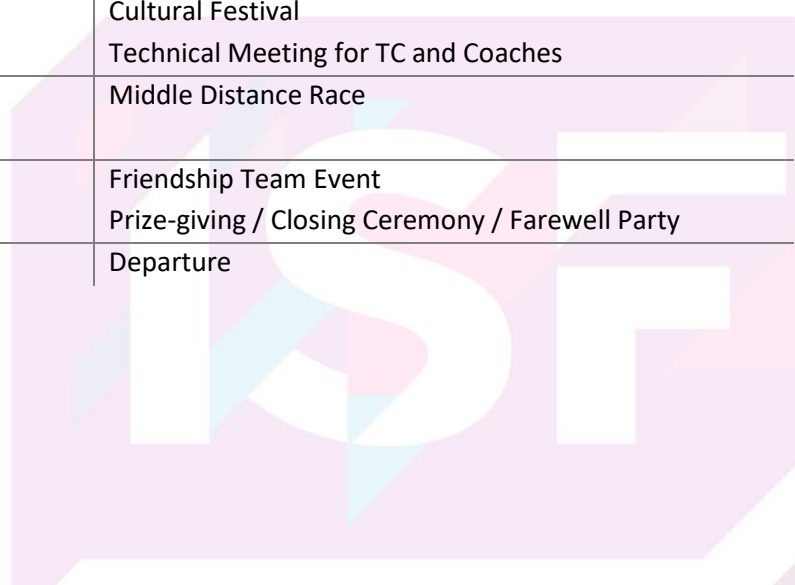 Cultural Festival
Technical Meeting for TC and Coaches
Middle Distance Race
Friendship Team Event
Prize-giving / Closing Ceremony / Farewell Party
Departure
ISF